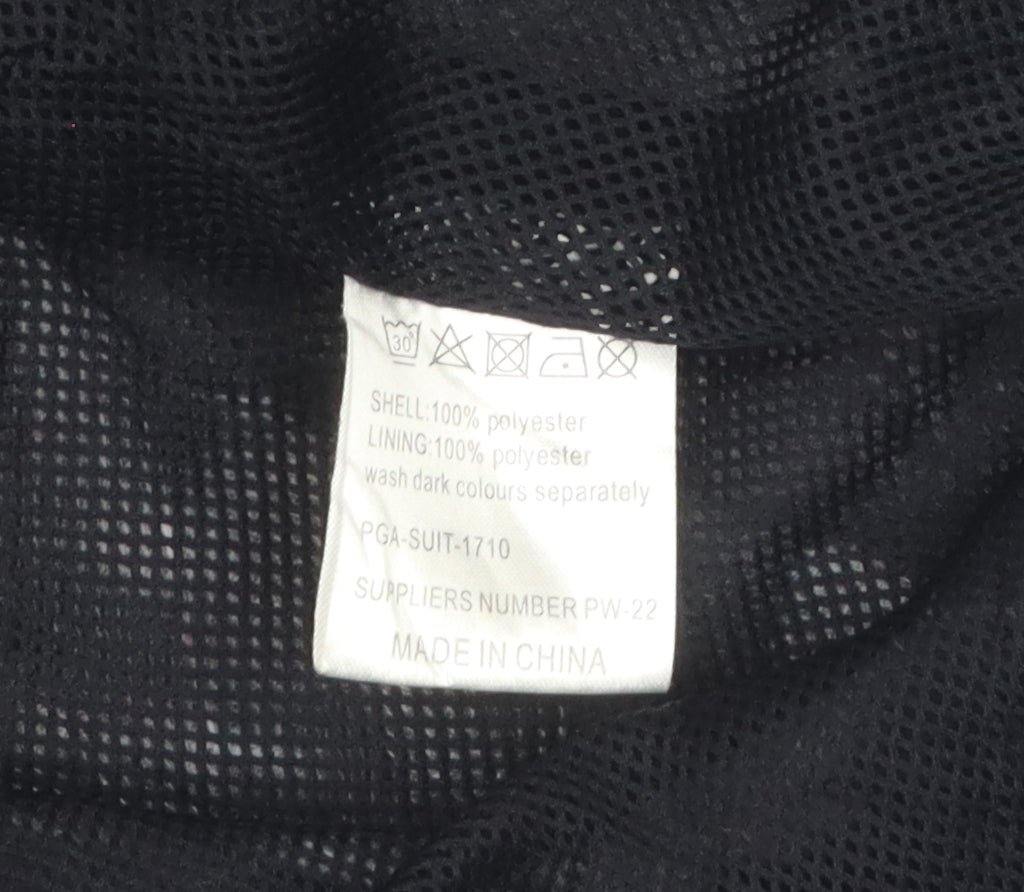 30°
SHELL:100% polyester
LINING:100% polyester
wash dark colours separately
PGA-SUIT-1710
SUPPLIERS NUMBER PW-22
MADE IN CHINA